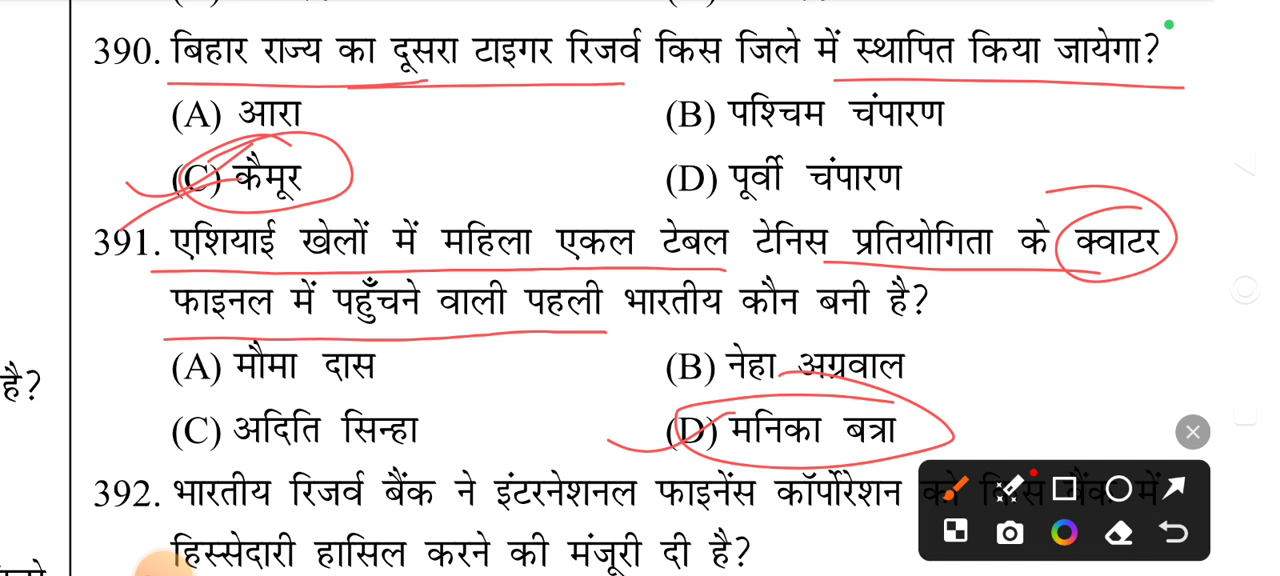 390. बिहार राज्य का दूसरा टाइगर रिजर्व किस जिले में स्थापित किया जायेगा?
(A) आरा (B) पश्चिम चंपारण
(C) कैमूर (D) पूर्वी चंपारण
391. एशियाई खेलों में महिला एकल टेबल टेनिस प्रतियोगिता के क्वाटर
फाइनल में पहुँचने वाली पहली भारतीय कौन बनी है?
है?
(A) मौमा दास (B) नेहा अग्रवाल
(C) अदिति सिन्हा (D) मनिका बत्रा
392. भारतीय रिजर्व बैंक ने इंटरनेशनल फाइनेंस कॉर्पोरेशन को किस बैंक में
हिस्सेदारी हासिल करने की मंजूरी दी है?